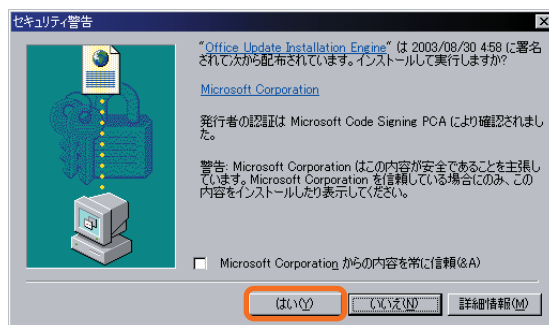 セキュリティ警告
"Office Update Installation Engine" は 2003/08/30 4:58 に署名
されて次から配布されています。インストールして実行しますか?
Microsoft Corporation
発行者の認証は Microsoft Code Signing PCA により確認されまし
た。
警告: Microsoft Corporation はこの内容が安全であることを主張し
ています。Microsoft Corporation を信頼している場合にのみ、この
内容をインストールしたり表示してください。
Microsoft Corporation からの内容を常に信頼(&A)
はい(Y) いいえ(N) 詳細情報(M)